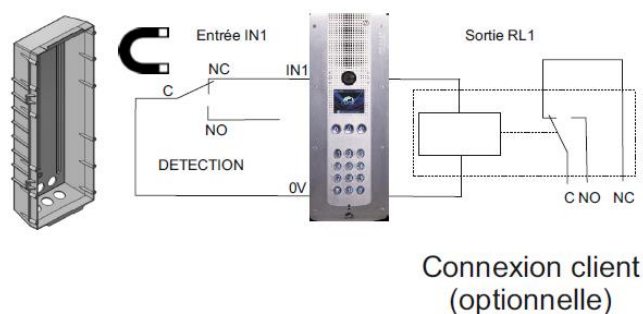 Entrée IN1
Sortie RL1
NC
IN1
C
NO
DETECTION
0V
C NO NC
Connexion client
(optionnelle)